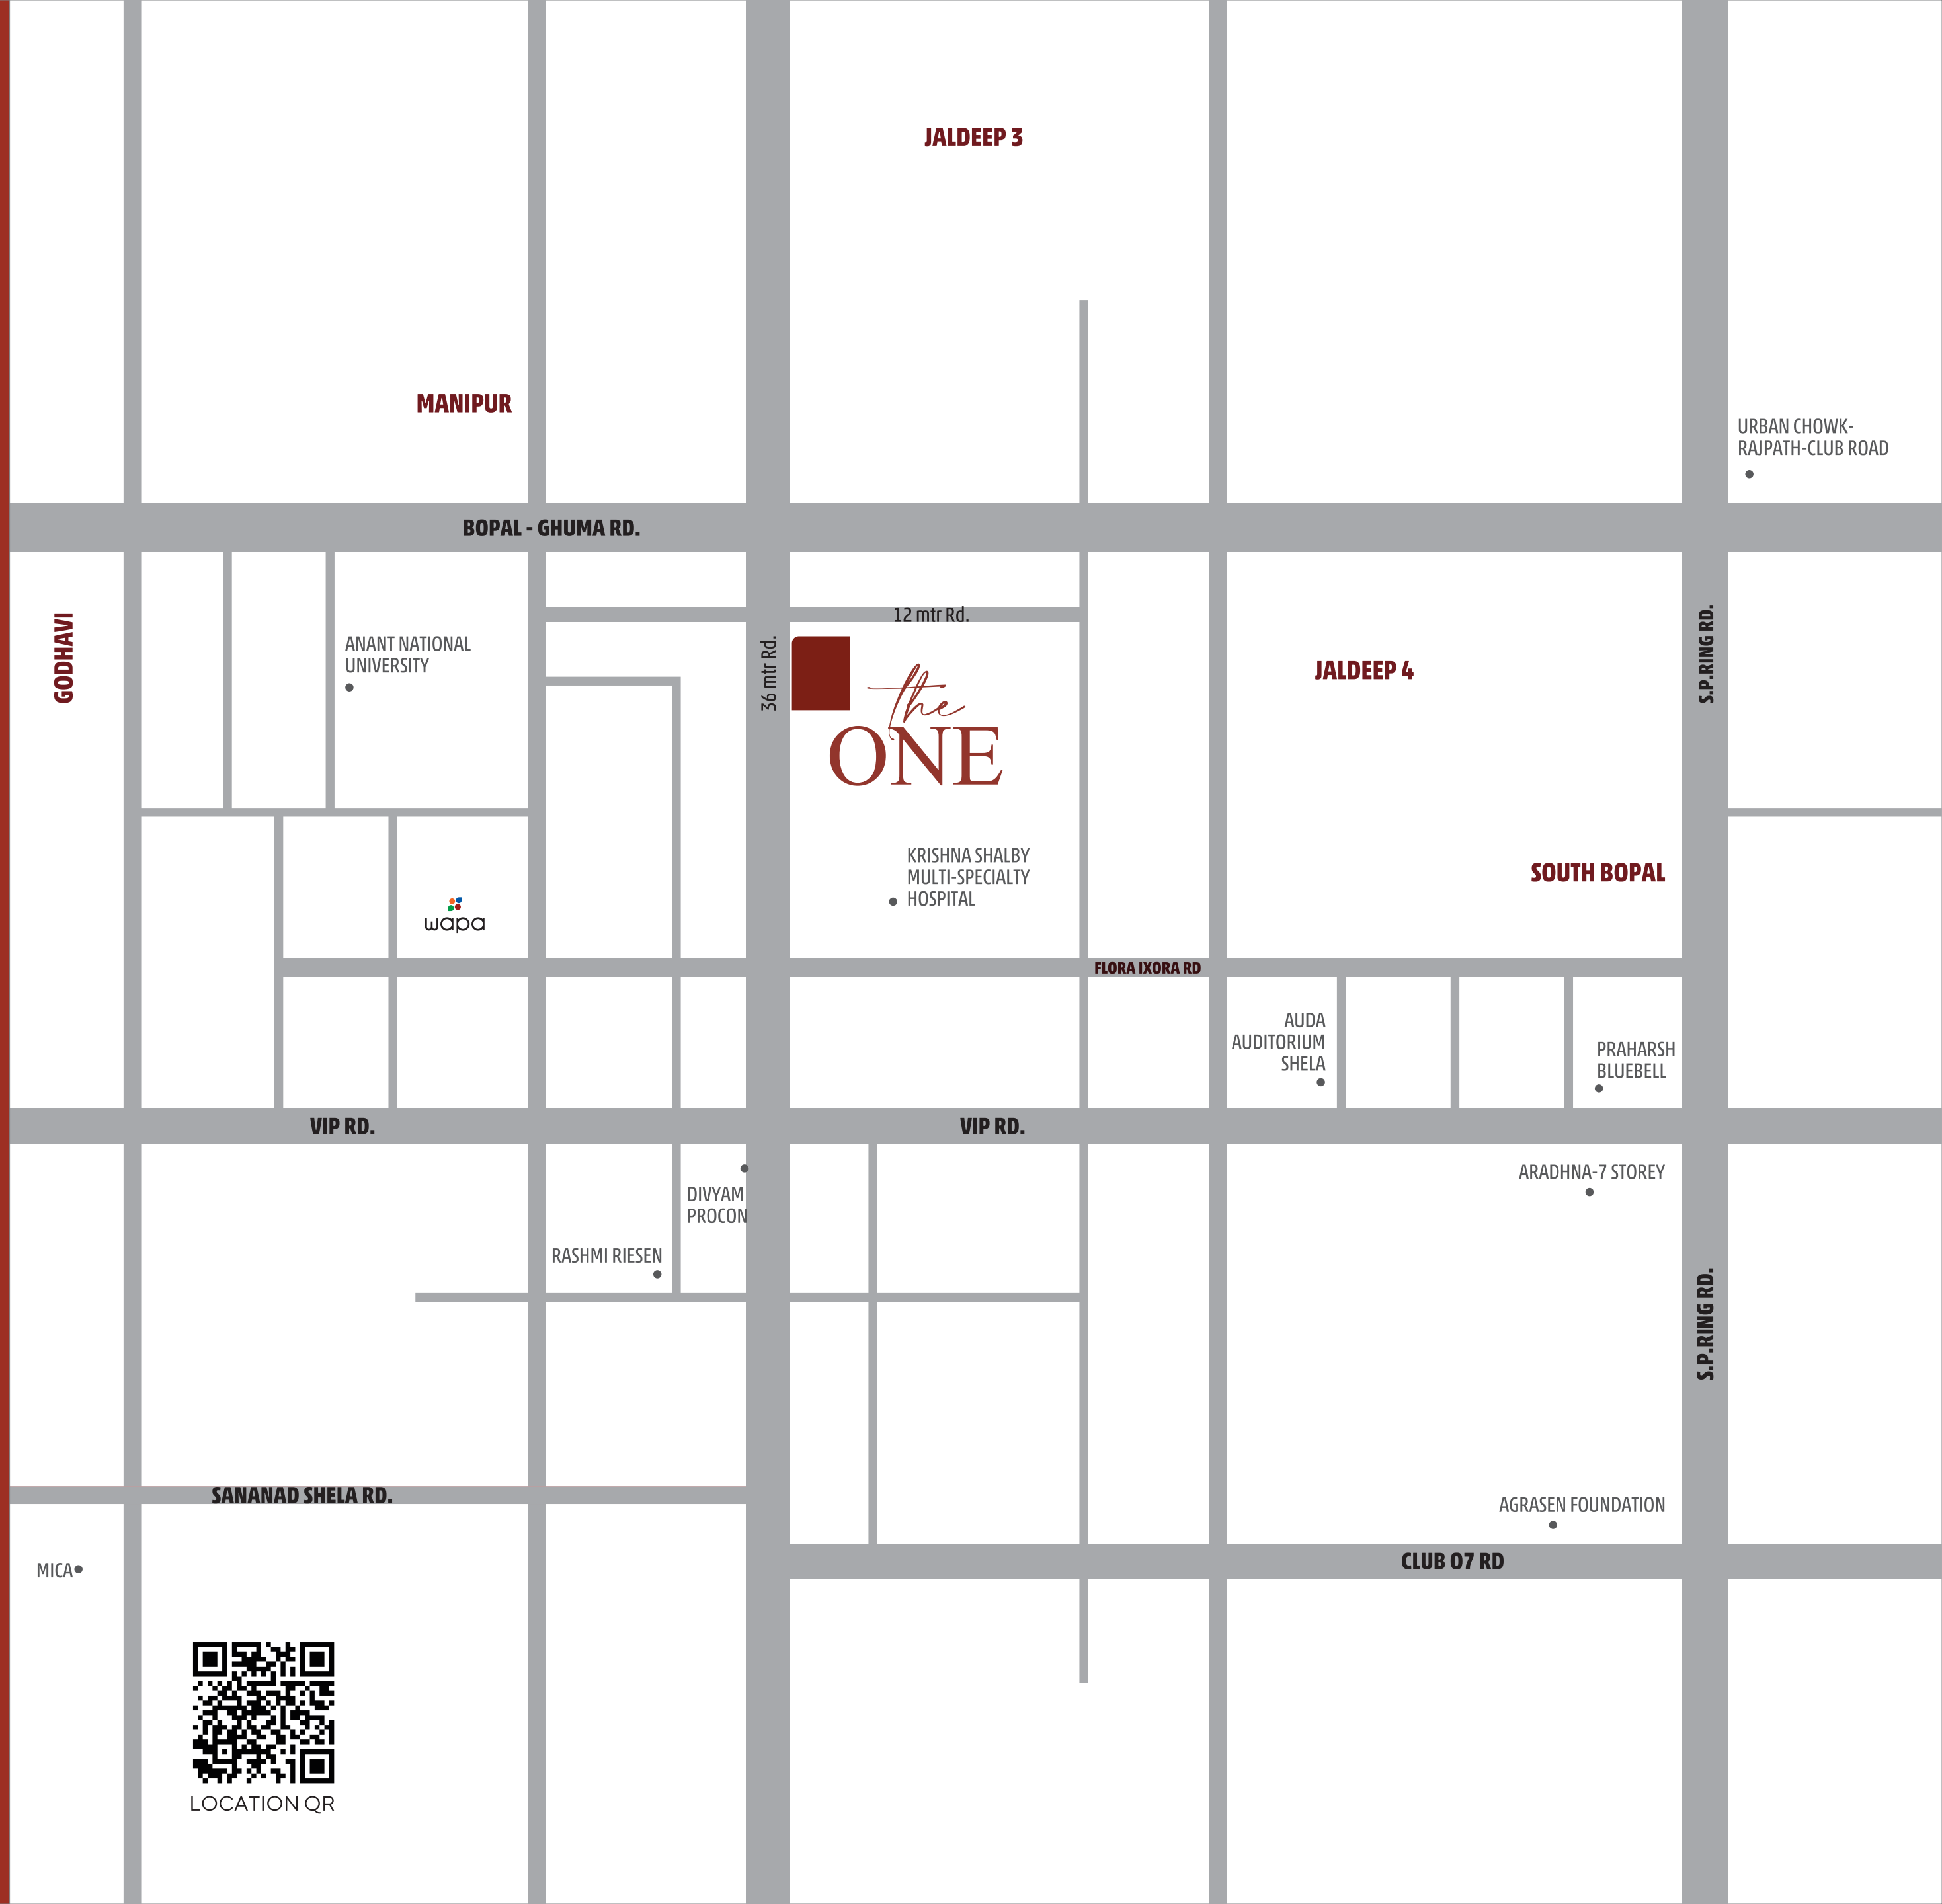 JALDEEP 3
MANIPUR
URBAN CHOWK-
RAJPATH-CLUB ROAD
BOPAL - GHUMA RD.
GODHAVI
ANANT NATIONAL
UNIVERSITY
12 mtr Rd.
36 mtr Rd.
the
ONE
JALDEEP 4
S.P.RING RD.
KRISHNA SHALBY
MULTI-SPECIALTY
HOSPITAL
SOUTH BOPAL
wapa
FLORA IXORA RD
AUDA
AUDITORIUM
SHELA
PRAHARSH
BLUEBELL
VIP RD.
VIP RD.
DIVYAM
PROCON
RASHMI RIESEN
ARADHNA-7 STOREY
S.P.RING RD.
SANANAD SHELA RD.
AGRASEN FOUNDATION
CLUB O7 RD
MICA
LOCATION QR